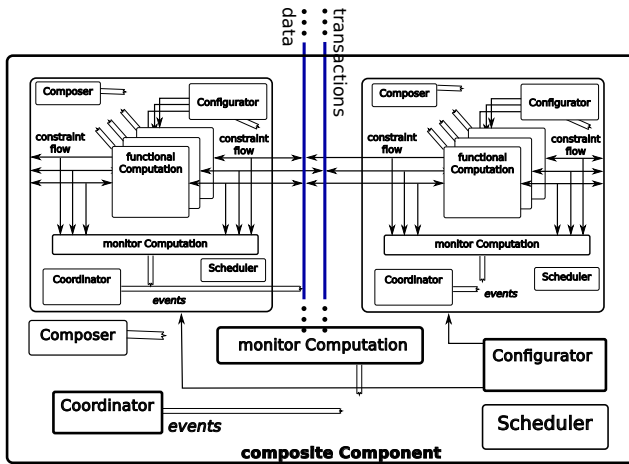 data
transactions
Composer
Configurator
constraint
flow
functional
Computation
constraint
flow
monitor Computation
Scheduler
Coordinator
events
Composer
Configurator
constraint
flow
functional
Computation
constraint
flow
monitor Computation
Scheduler
Coordinator
events
Composer
monitor Computation
Configurator
Coordinator
events
Scheduler
composite Component